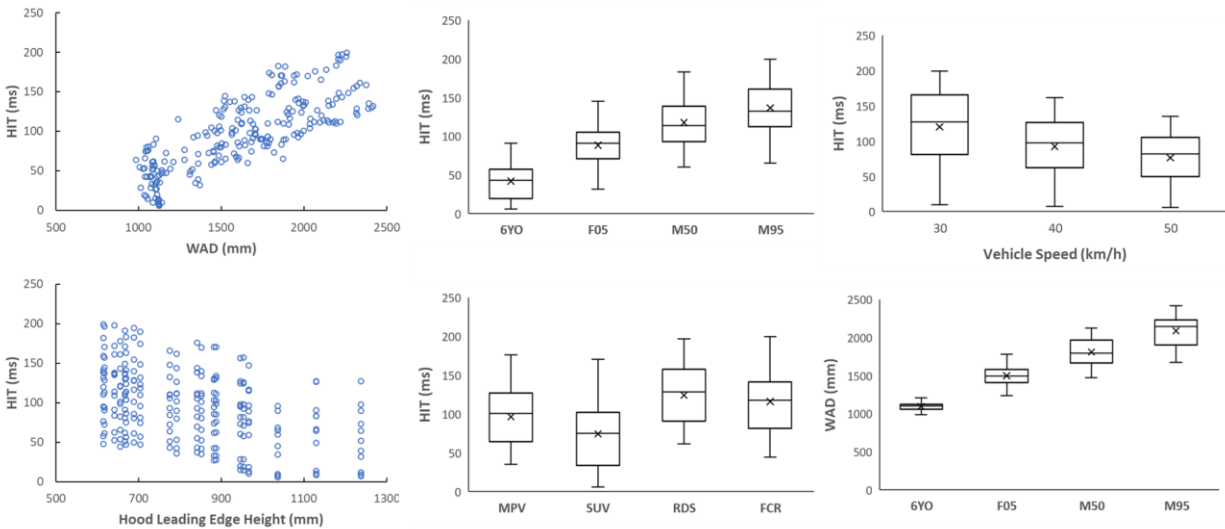 250
200
150
100
50
0
HIT (ms)
1000 1500 2000 2500
WAD (mm)
250
200
150
100
50
0
HIT (ms)
6YO F05 M50 M95
250
200
150
100
50
0
HIT (ms)
30 40 50
Vehicle Speed (km/h)
250
200
150
100
50
0
HIT (ms)
500 700 900 1100 1300
Hood Leading Edge Height (mm)
250
200
150
100
50
0
HIT (ms)
MPV SUV RDS FCR
2500
2000
1500
1000
500
0
WAD (mm)
6YO F05 M50 M95